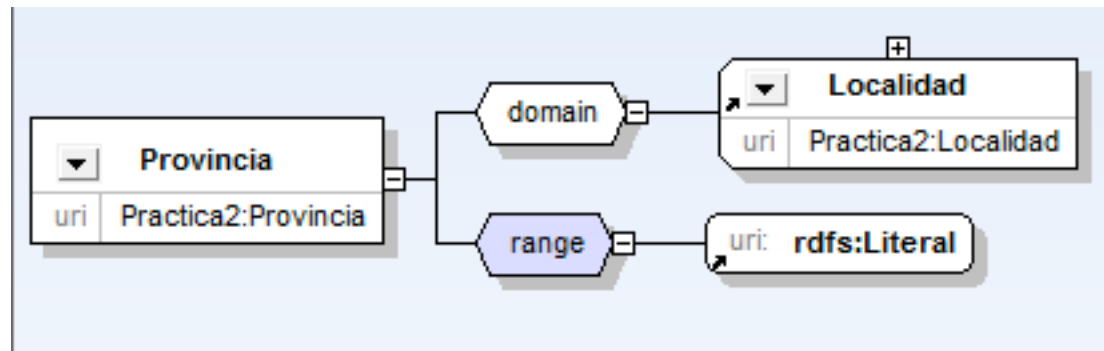 Provincia
uri Practica2:Provincia
domain
Localidad
uri Practica2:Localidad
range
uri: rdfs:Literal